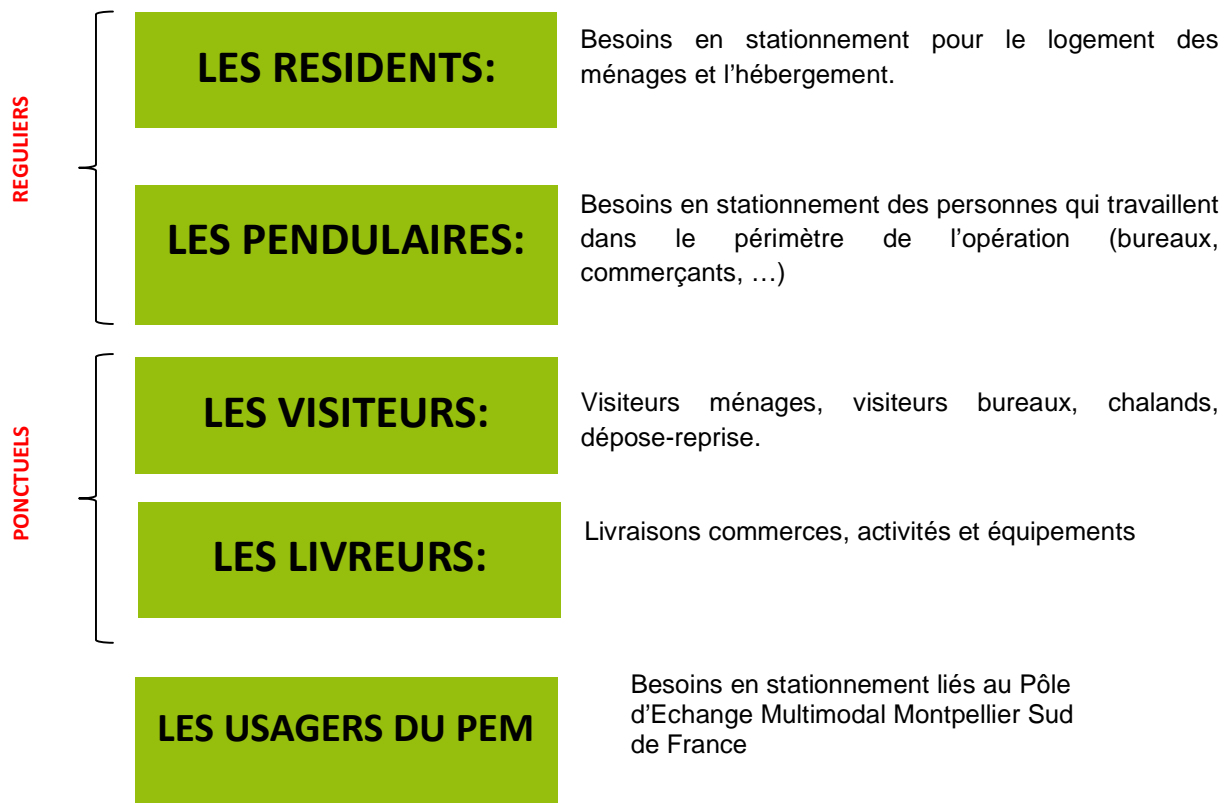 REGULIERS
LES RESIDENTS:
Besoins en stationnement pour le logement des
ménages et l’hébergement.
LES PENDULAIRES:
Besoins en stationnement des personnes qui travaillent
dans le périmètre de l’opération (bureaux,
commerçants, …)
PONCTUELS
LES VISITEURS:
Visiteurs ménages, visiteurs bureaux, chalands,
dépose-reprise.
LES LIVREURS:
Livraisons commerces, activités et équipements
LES USAGERS DU PEM
Besoins en stationnement liés au Pôle
d’Echange Multimodal Montpellier Sud
de France